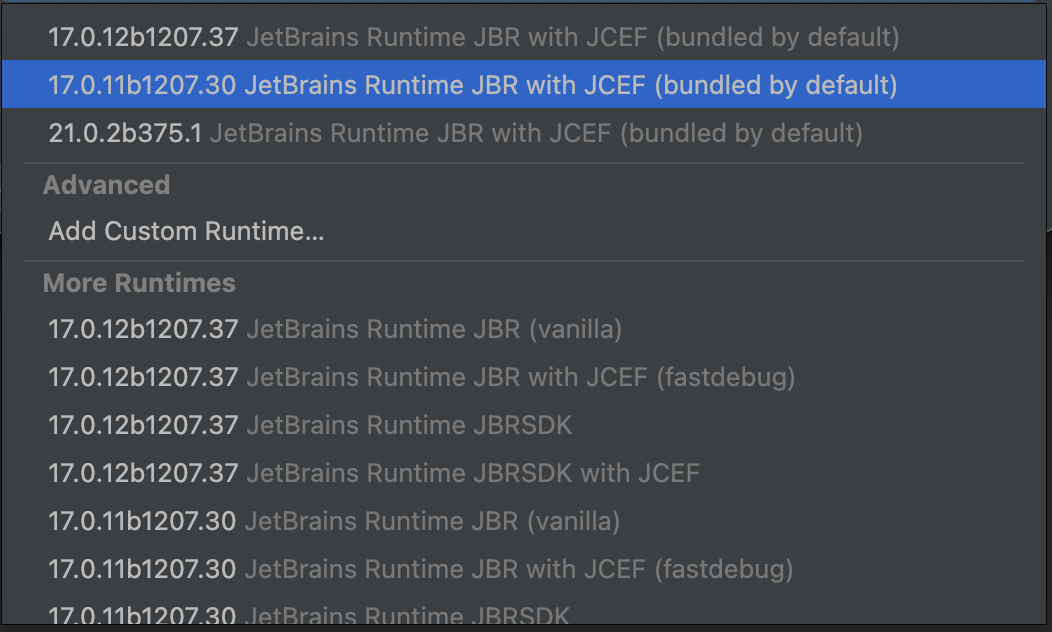 17.0.12b1207.37 JetBrains Runtime JBR with JCEF (bundled by default)
17.0.11b1207.30 JetBrains Runtime JBR with JCEF (bundled by default)
21.0.2b375.1 JetBrains Runtime JBR with JCEF (bundled by default)
Advanced
Add Custom Runtime...
More Runtimes
17.0.12b1207.37 JetBrains Runtime JBR (vanilla)
17.0.12b1207.37 JetBrains Runtime JBR with JCEF (fastdebug)
17.0.12b1207.37 JetBrains Runtime JBRSDK
17.0.12b1207.37 JetBrains Runtime JBRSDK with JCEF
17.0.11b1207.30 JetBrains Runtime JBR (vanilla)
17.0.11b1207.30 JetBrains Runtime JBR with JCEF (fastdebug)
17.0.11b1207.30 JetBrains Runtime JBRSDK